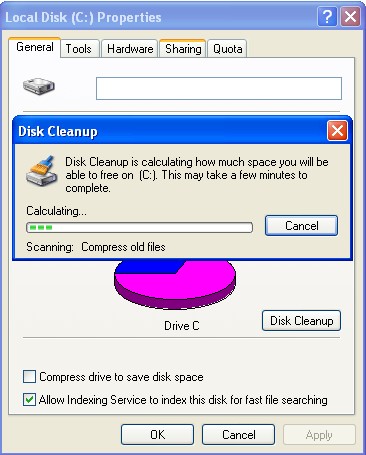 Local Disk (C:) Properties
General Tools Hardware Sharing Quota
Disk Cleanup
Disk Cleanup is calculating how much space you will be
able to free on (C:). This may take a few minutes to
complete.
Calculating...
Cancel
Scanning: Compress old files
Drive C
Disk Cleanup
Compress drive to save disk space
Allow Indexing Service to index this disk for fast file searching
OK Cancel Apply